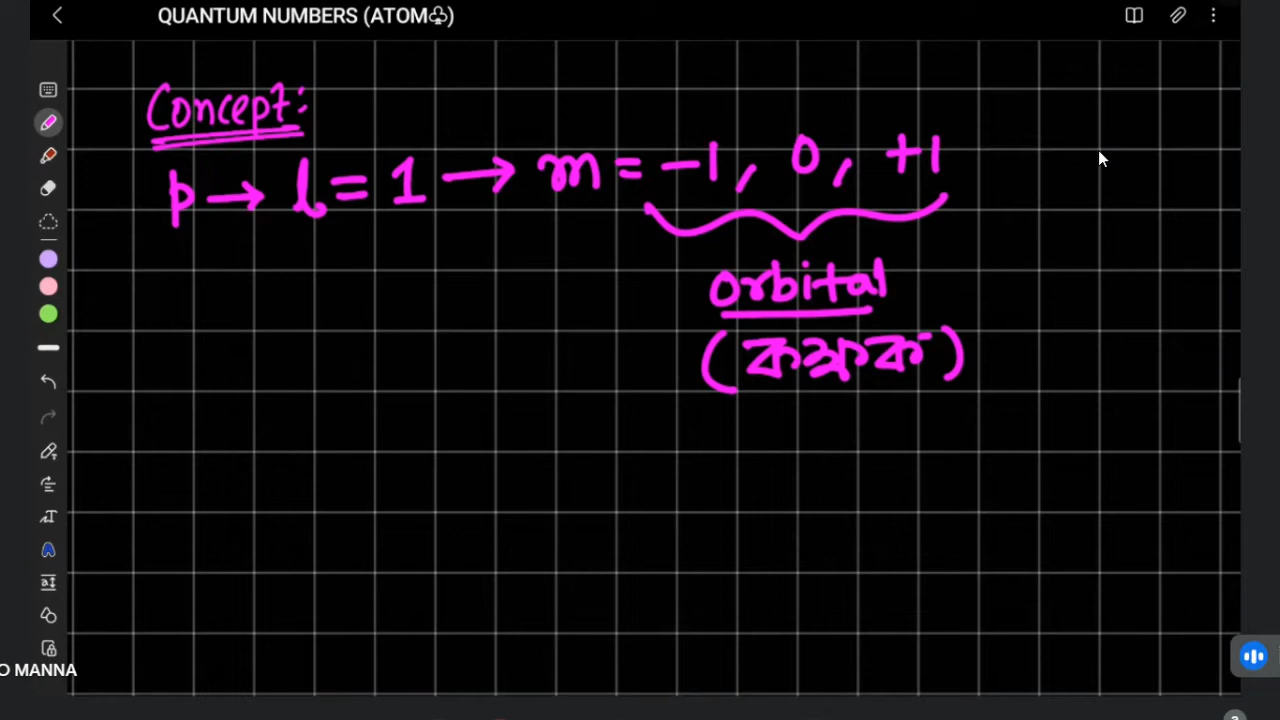 QUANTUM NUMBERS (ATOM♧)
Concept:
p → l = 1 → m = -1, 0, +1
orbital
(কক্ষক)
O MANNA